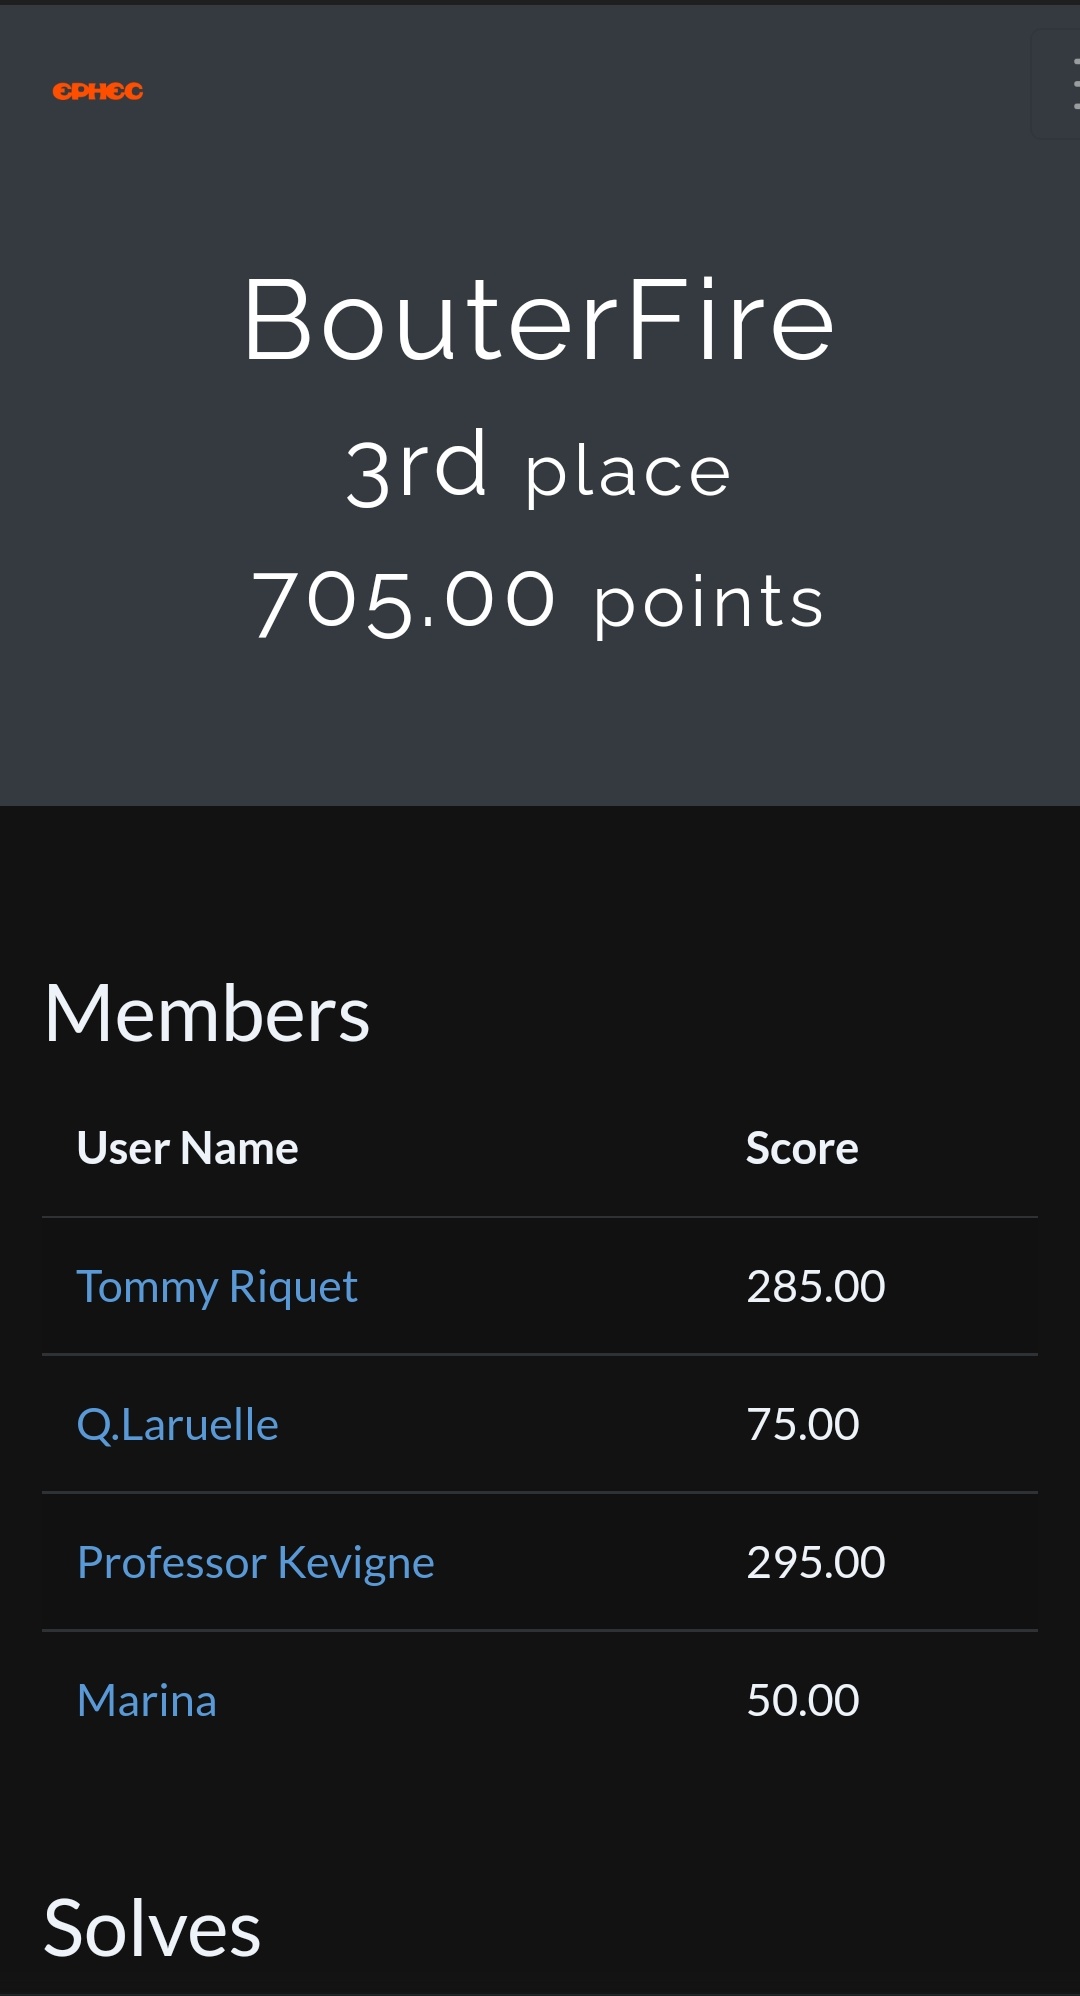 EPHEC
BouterFire
3rd place
705.00 points
Members
User Name Score
Tommy Riquet 285.00
Q.Laruelle 75.00
Professor Kevigne 295.00
Marina 50.00
Solves